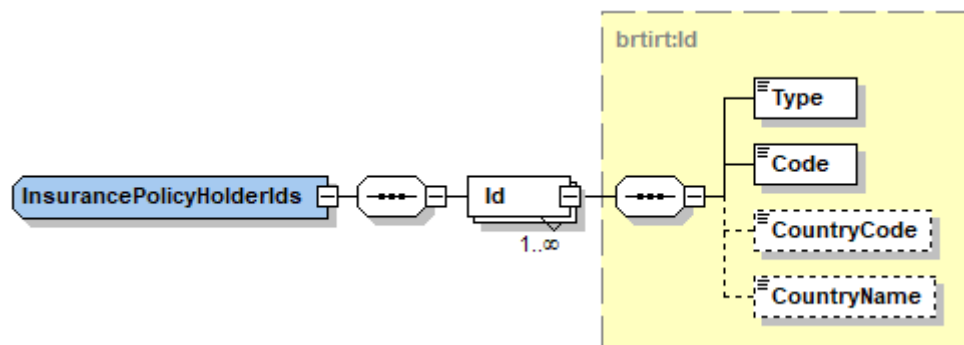 brtirt:Id
Type
Code
InsurancePolicyHolderIds
Id
1..∞
CountryCode
CountryName